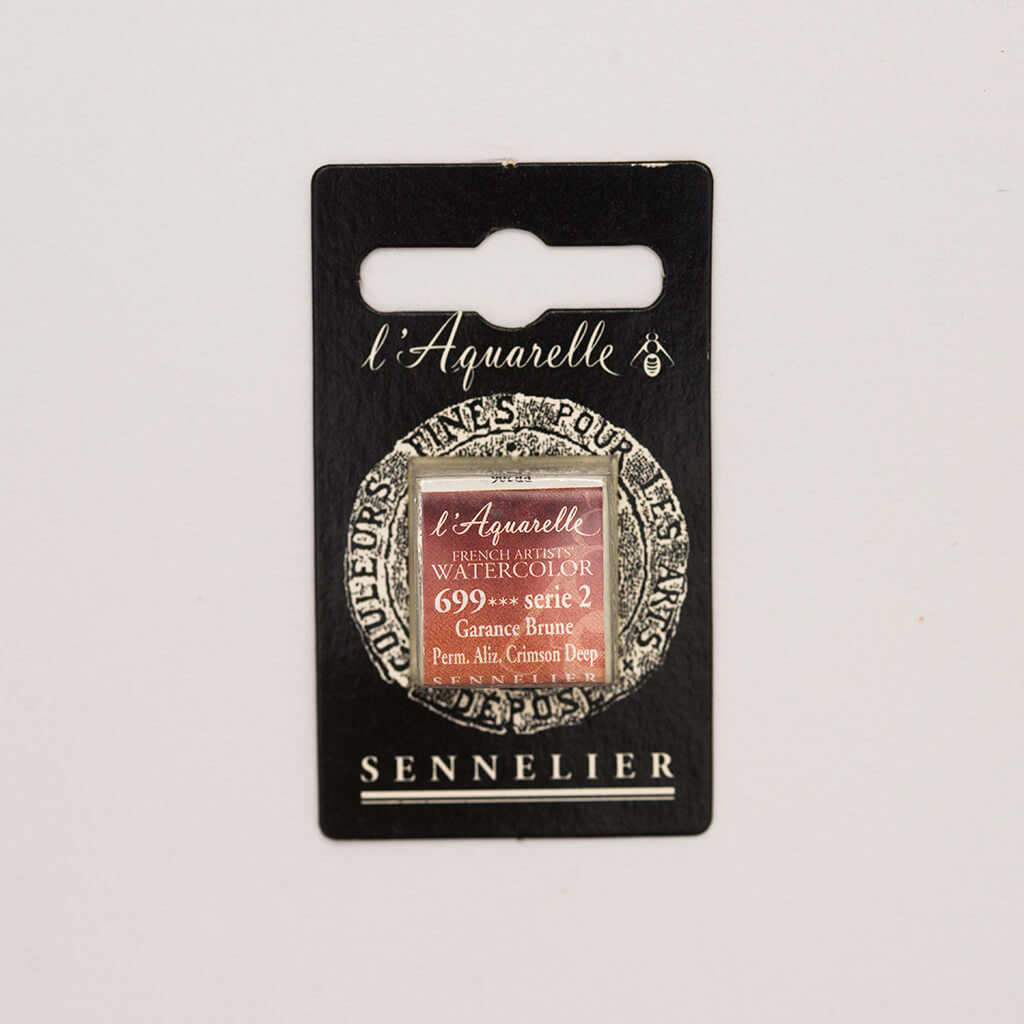 l'Aquarelle
COULEURS FINES POUR LES ARTS
DÉPOSÉ
PR206
l'Aquarelle
FRENCH ARTISTS'
WATERCOLOR
699*** serie 2
Garance Brune
Perm. Aliz. Crimson Deep
SENNELIER
SENNELIER